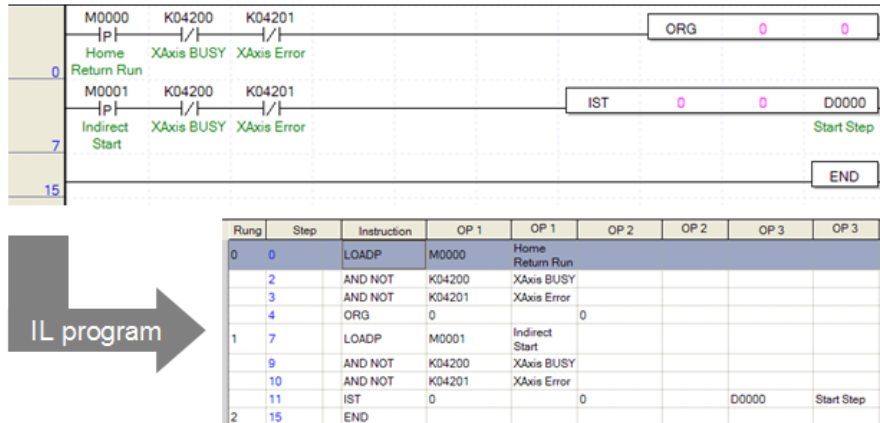 M0000 K04200 K04201
P / / ORG 0 0
Home XAxis BUSY XAxis Error
0 Return Run
M0001 K04200 K04201
P / / IST 0 0 D0000
Indirect XAxis BUSY XAxis Error Start Step
7 Start
15 END
IL program
Rung Step Instruction OP 1 OP 1 OP 2 OP 2 OP 3 OP 3
0 0 LOADP M0000 Home Return Run
2 AND NOT K04200 XAxis BUSY
3 AND NOT K04201 XAxis Error
4 ORG 0 0
1 7 LOADP M0001 Indirect Start
9 AND NOT K04200 XAxis BUSY
10 AND NOT K04201 XAxis Error
11 IST 0 0 D0000 Start Step
2 15 END